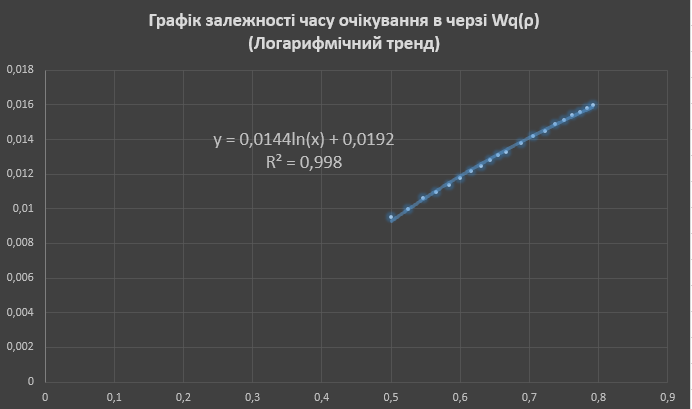 Графік залежності часу очікування в черзі Wq(ρ)
(Логарифмічний тренд)
0,018
0,016
0,014
0,012
0,01
0,008
0,006
0,004
0,002
0
y = 0,0144ln(x) + 0,0192
R² = 0,998
0 0,1 0,2 0,3 0,4 0,5 0,6 0,7 0,8 0,9